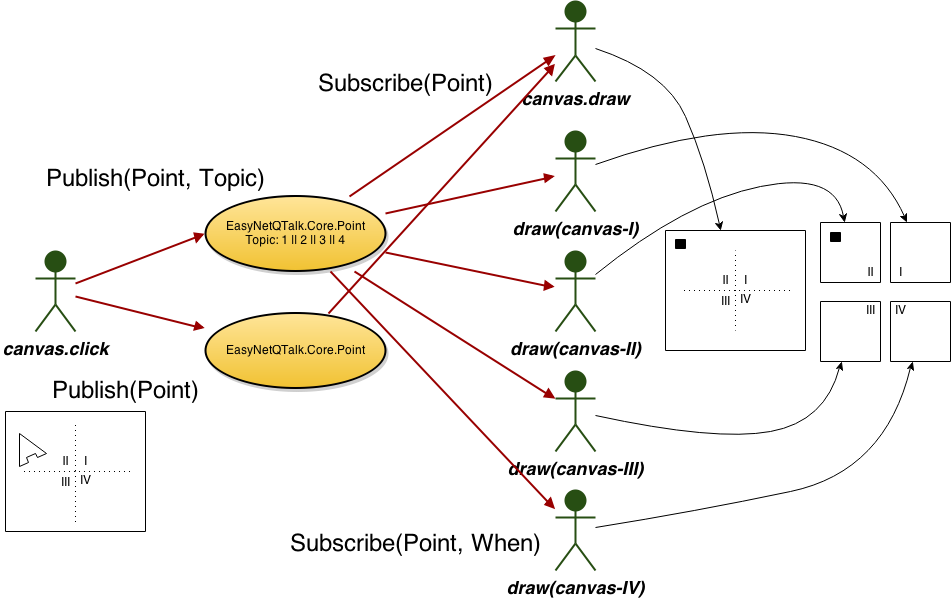 canvas.draw
Subscribe(Point)
Publish(Point, Topic)
EasyNetQTalk.Core.Point
Topic: 1 || 2 || 3 || 4
draw(canvas-I)
canvas.click
EasyNetQTalk.Core.Point
draw(canvas-II)
II I
III IV
II
I
III
IV
Publish(Point)
II I
III IV
draw(canvas-III)
Subscribe(Point, When)
draw(canvas-IV)